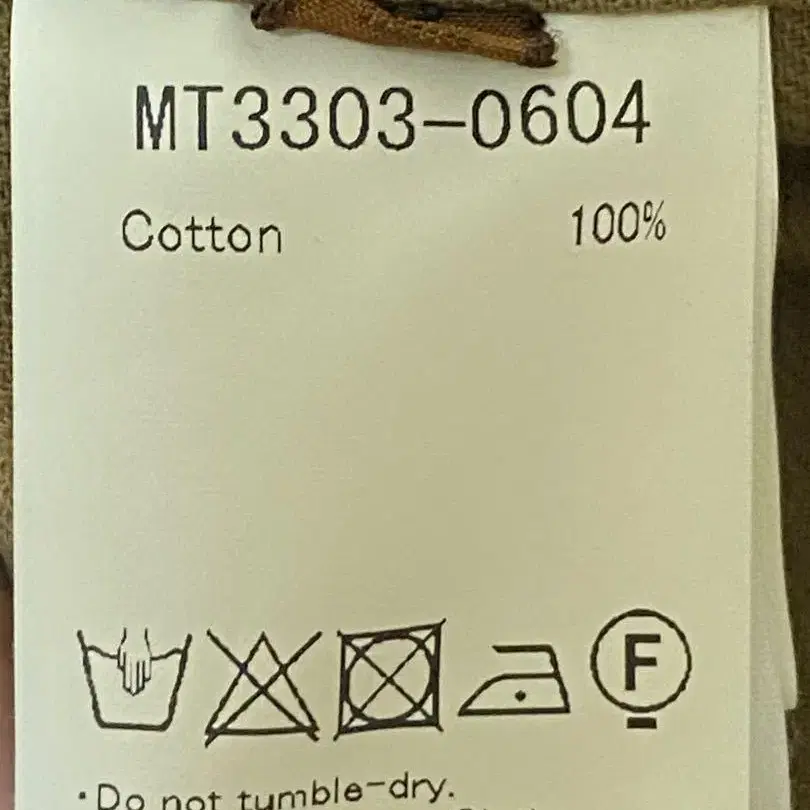 MT3303-0604
Cotton 100%
F
・Do not tumble-dry.